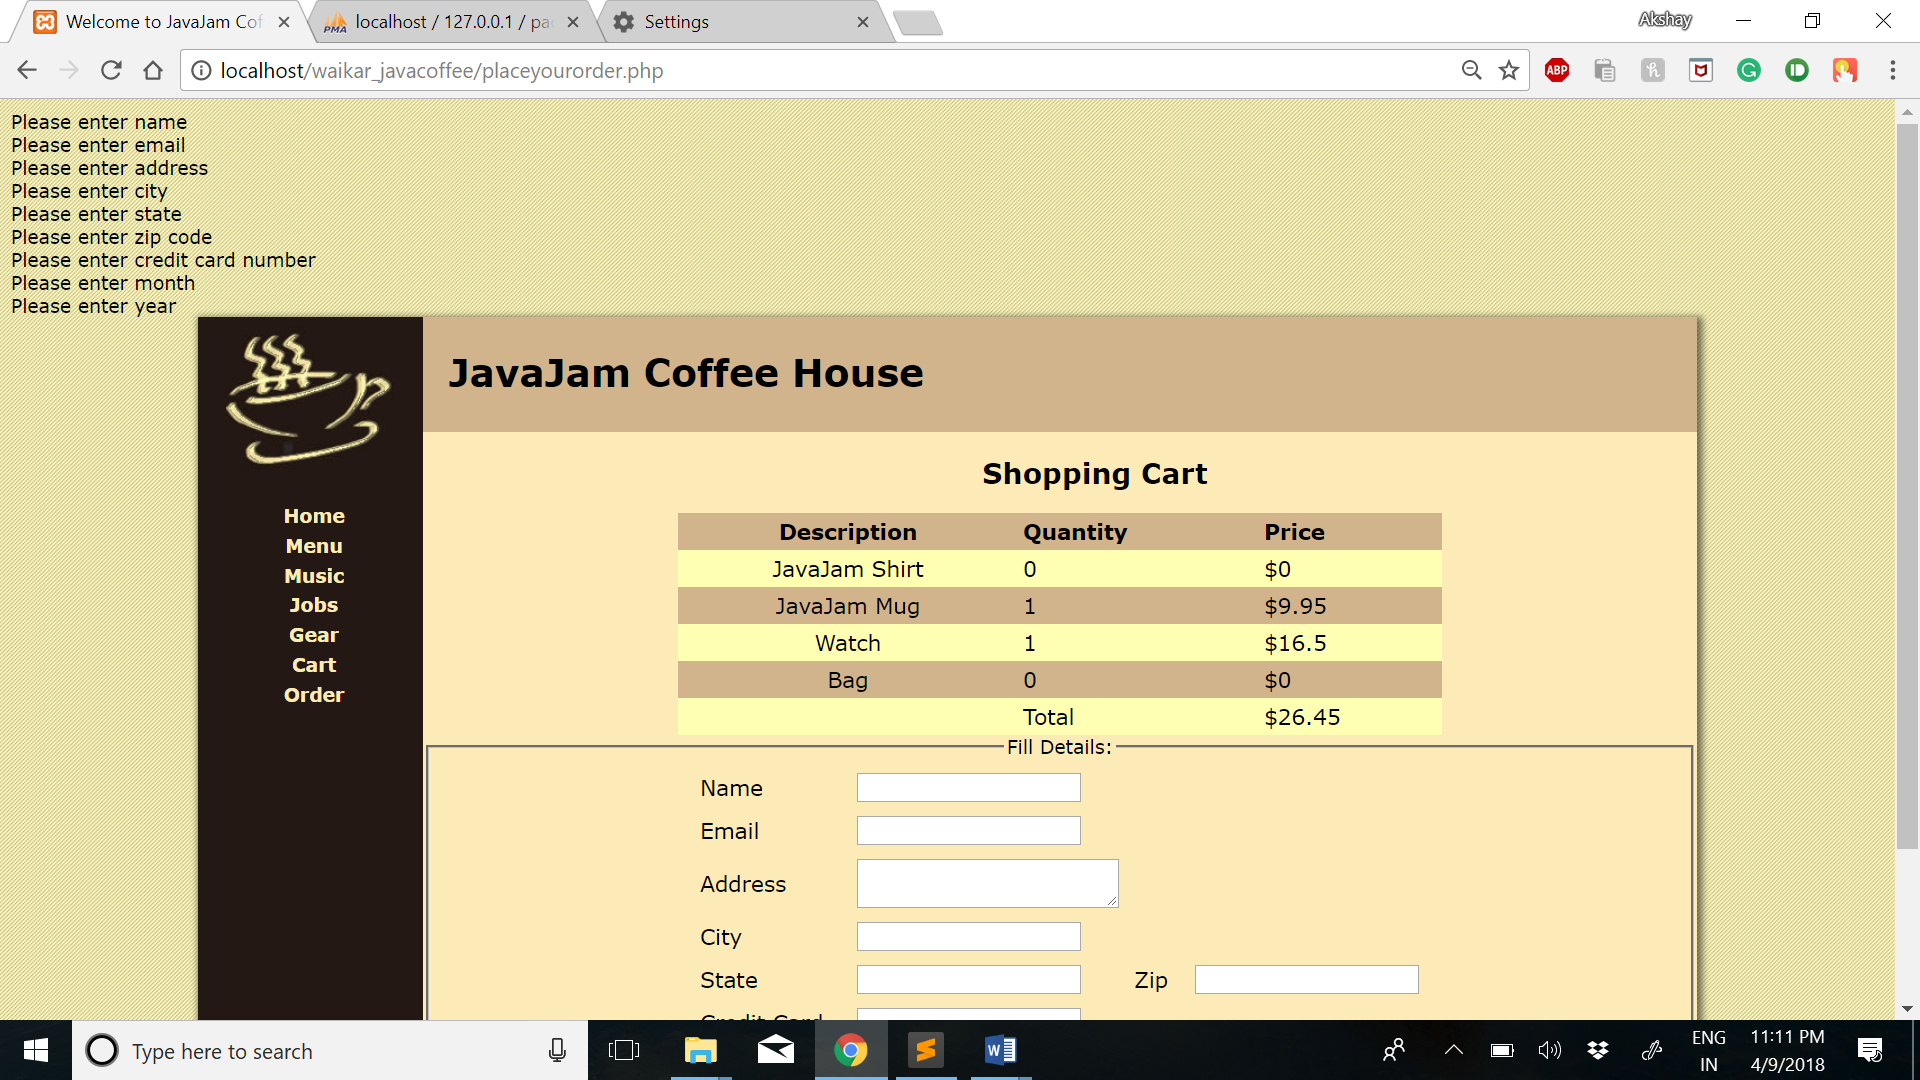 Welcome to JavaJam Cof
localhost / 127.0.0.1 / pac
Settings
Akshay
localhost/waikar_javacoffee/placeyourorder.php
ABP
Please enter name
Please enter email
Please enter address
Please enter city
Please enter state
Please enter zip code
Please enter credit card number
Please enter month
Please enter year
JavaJam Coffee House
Home
Menu
Music
Jobs
Gear
Cart
Order
Shopping Cart
Description Quantity Price
JavaJam Shirt 0 $0
JavaJam Mug 1 $9.95
Watch 1 $16.5
Bag 0 $0
Total $26.45
Fill Details:
Name
Email
Address
City
State Zip
Credit Card
Type here to search
ENG
IN
11:11 PM
4/9/2018